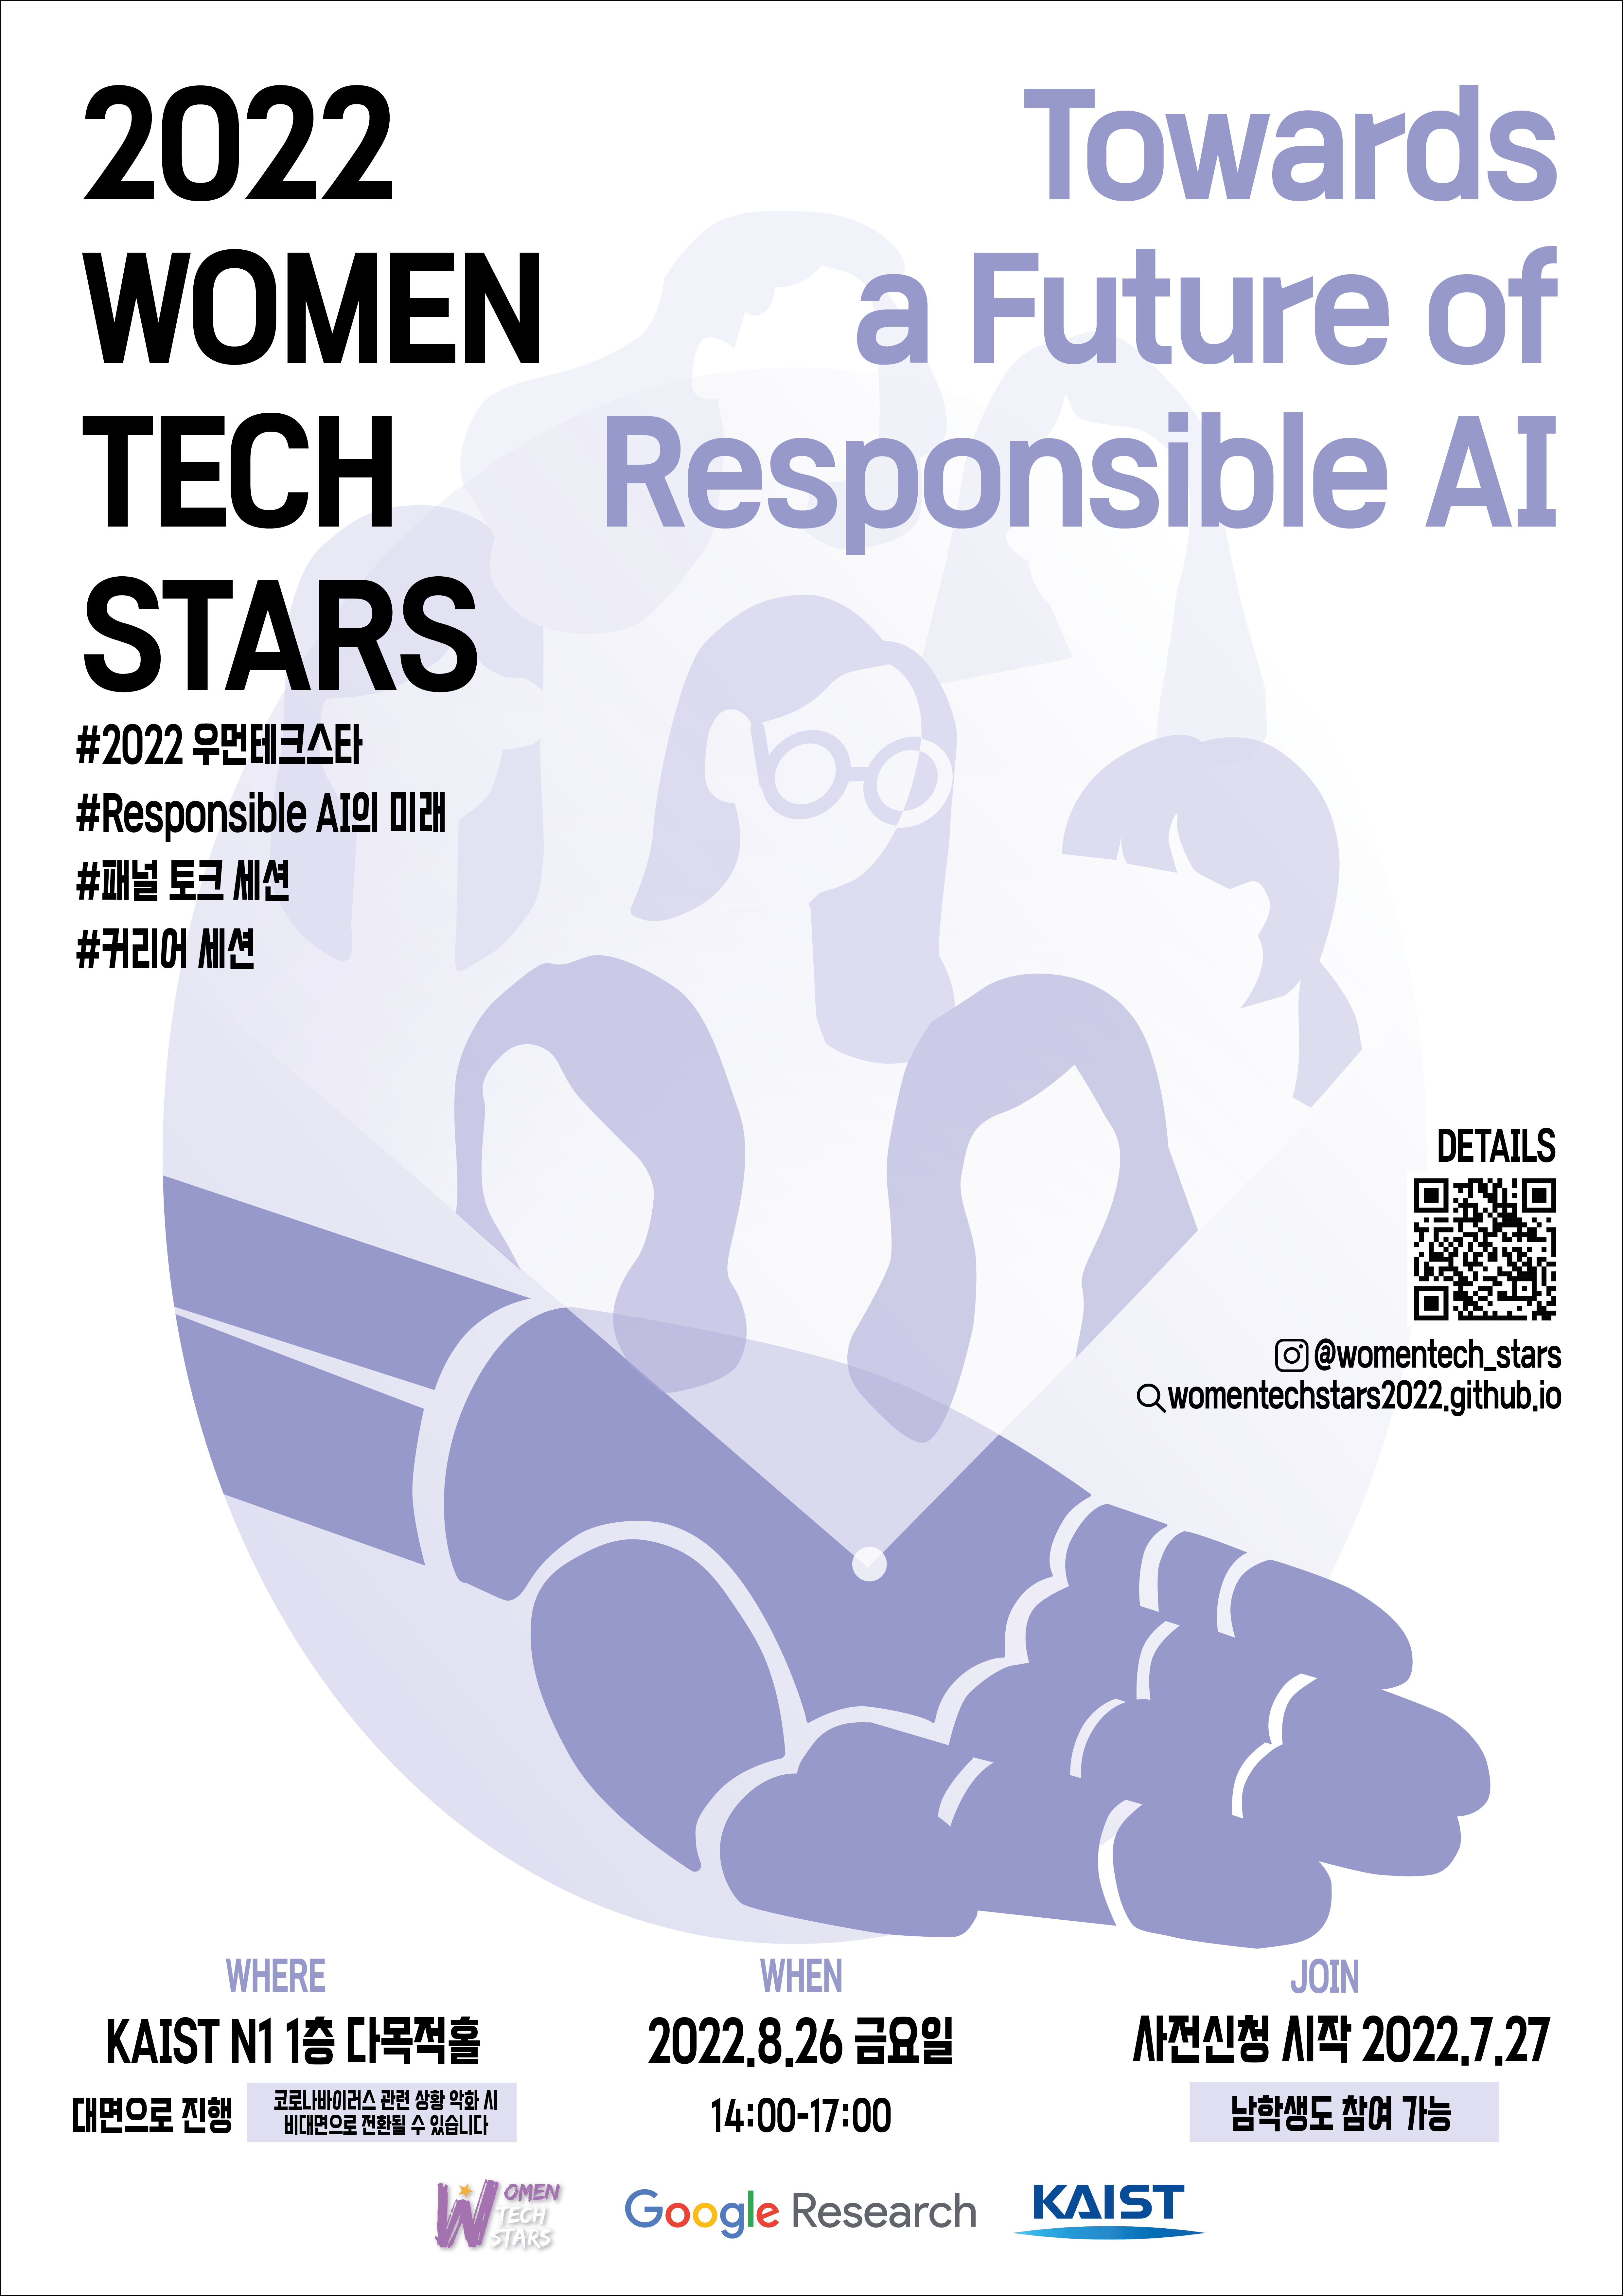 2022
WOMEN
TECH
STARS
Towards
a Future of
Responsible AI
#2022 우먼테크스타
#Responsible AI의 미래
#패널 토크 세션
#커리어 세션
DETAILS
@womentech_stars
womentechstars2022.github.io
WHERE
KAIST N1 1층 다목적홀
대면으로 진행
코로나바이러스 관련 상황 악화 시
비대면으로 전환될 수 있습니다
WHEN
2022.8.26 금요일
14:00-17:00
JOIN
사전신청 시작 2022.7.27
남학생도 참여 가능
WOMEN
TECH
STARS
Google Research
KAIST